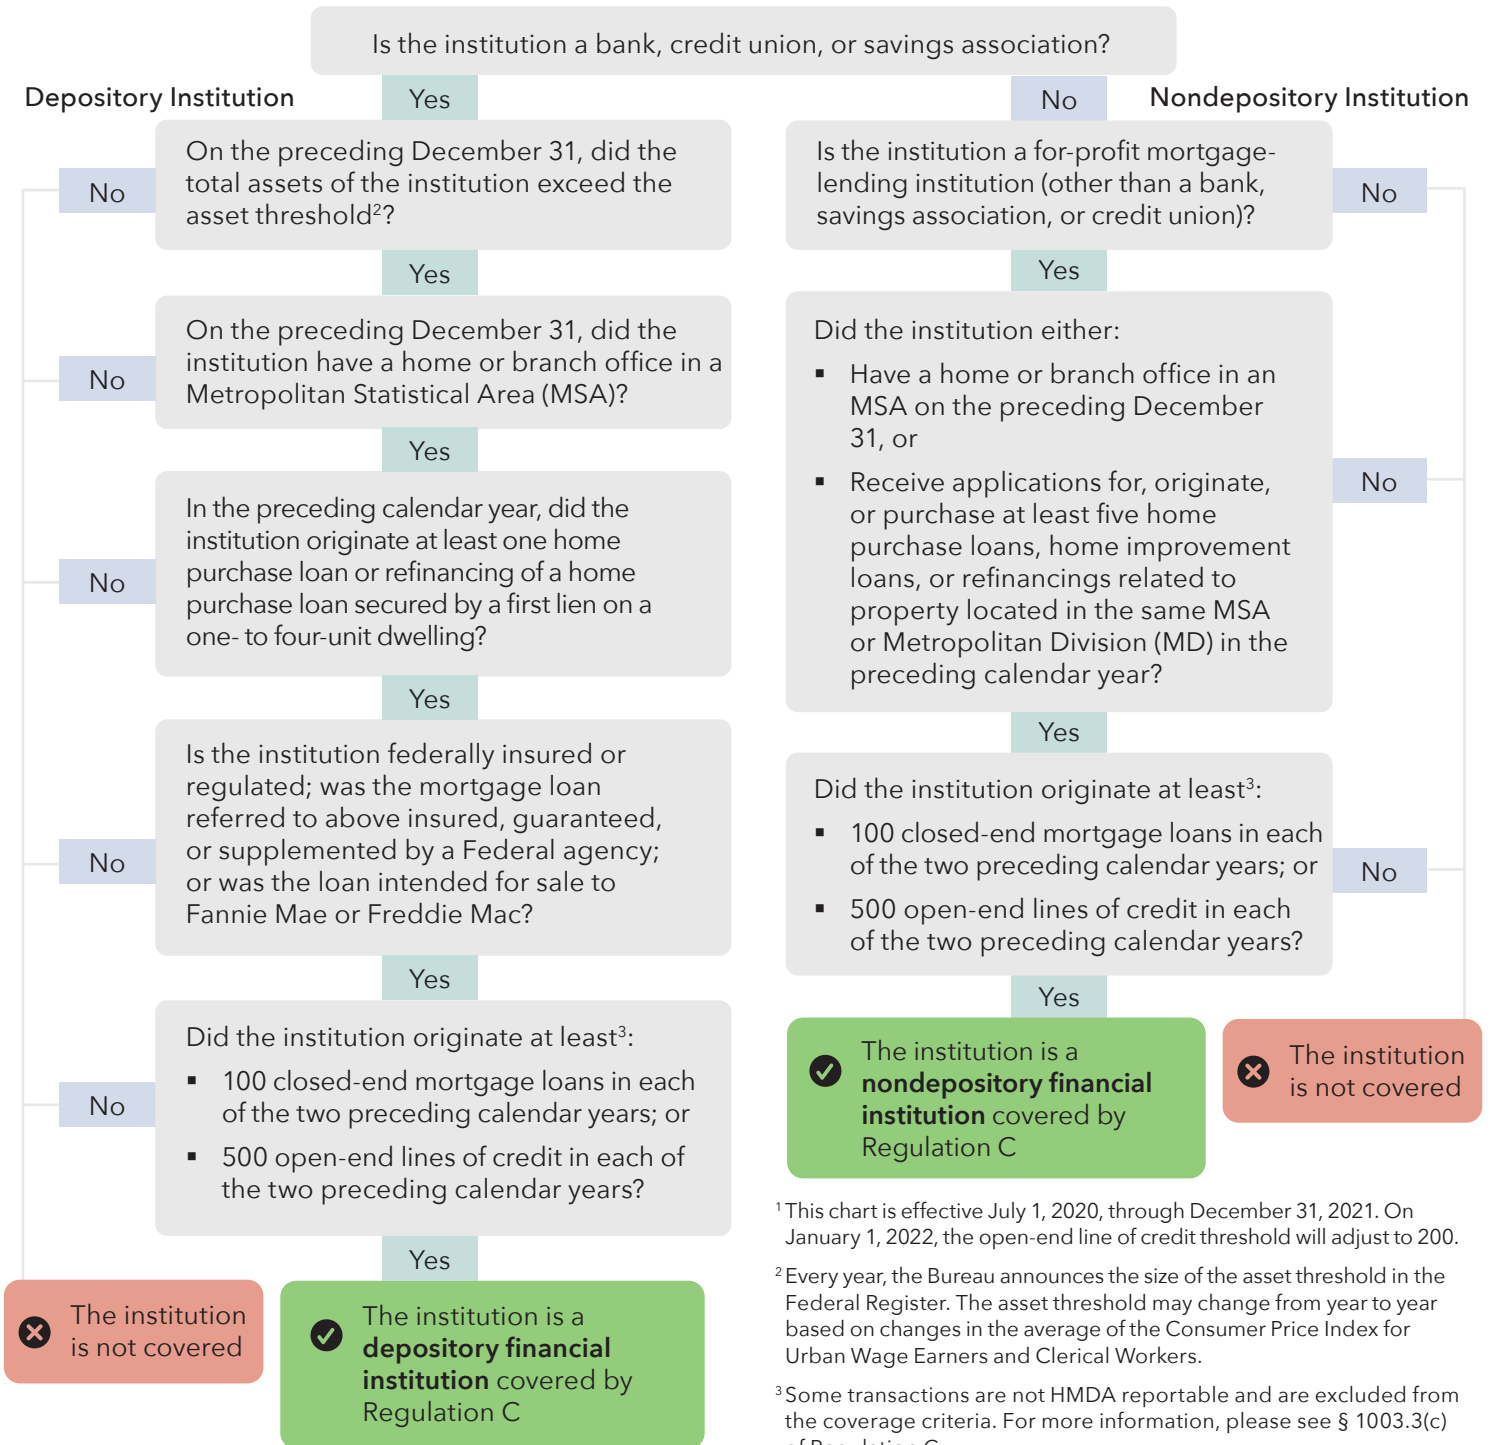 Is the institution a bank, credit union, or savings association?
Depository Institution
Yes
No
Nondepository Institution
On the preceding December 31, did the
total assets of the institution exceed the
asset threshold²?
No
Yes
On the preceding December 31, did the
institution have a home or branch office in a
Metropolitan Statistical Area (MSA)?
No
Yes
In the preceding calendar year, did the
institution originate at least one home
purchase loan or refinancing of a home
purchase loan secured by a first lien on a
one- to four-unit dwelling?
No
Yes
Is the institution federally insured or
regulated; was the mortgage loan
referred to above insured, guaranteed,
or supplemented by a Federal agency;
or was the loan intended for sale to
Fannie Mae or Freddie Mac?
No
Yes
Did the institution originate at least³:
▪ 100 closed-end mortgage loans in each
of the two preceding calendar years; or
▪ 500 open-end lines of credit in each of
the two preceding calendar years?
No
Yes
The institution
is not covered
The institution is a
depository financial
institution covered by
Regulation C
Is the institution a for-profit mortgage-
lending institution (other than a bank,
savings association, or credit union)?
No
Yes
Did the institution either:
▪ Have a home or branch office in an
MSA on the preceding December
31, or
▪ Receive applications for, originate,
or purchase at least five home
purchase loans, home improvement
loans, or refinancings related to
property located in the same MSA
or Metropolitan Division (MD) in the
preceding calendar year?
No
Yes
Did the institution originate at least³:
▪ 100 closed-end mortgage loans in each
of the two preceding calendar years; or
▪ 500 open-end lines of credit in each
of the two preceding calendar years?
No
Yes
The institution is a
nondepository financial
institution covered by
Regulation C
The institution
is not covered
¹ This chart is effective July 1, 2020, through December 31, 2021. On
January 1, 2022, the open-end line of credit threshold will adjust to 200.
² Every year, the Bureau announces the size of the asset threshold in the
Federal Register. The asset threshold may change from year to year
based on changes in the average of the Consumer Price Index for
Urban Wage Earners and Clerical Workers.
³ Some transactions are not HMDA reportable and are excluded from
the coverage criteria. For more information, please see § 1003.3(c)
of Regulation C